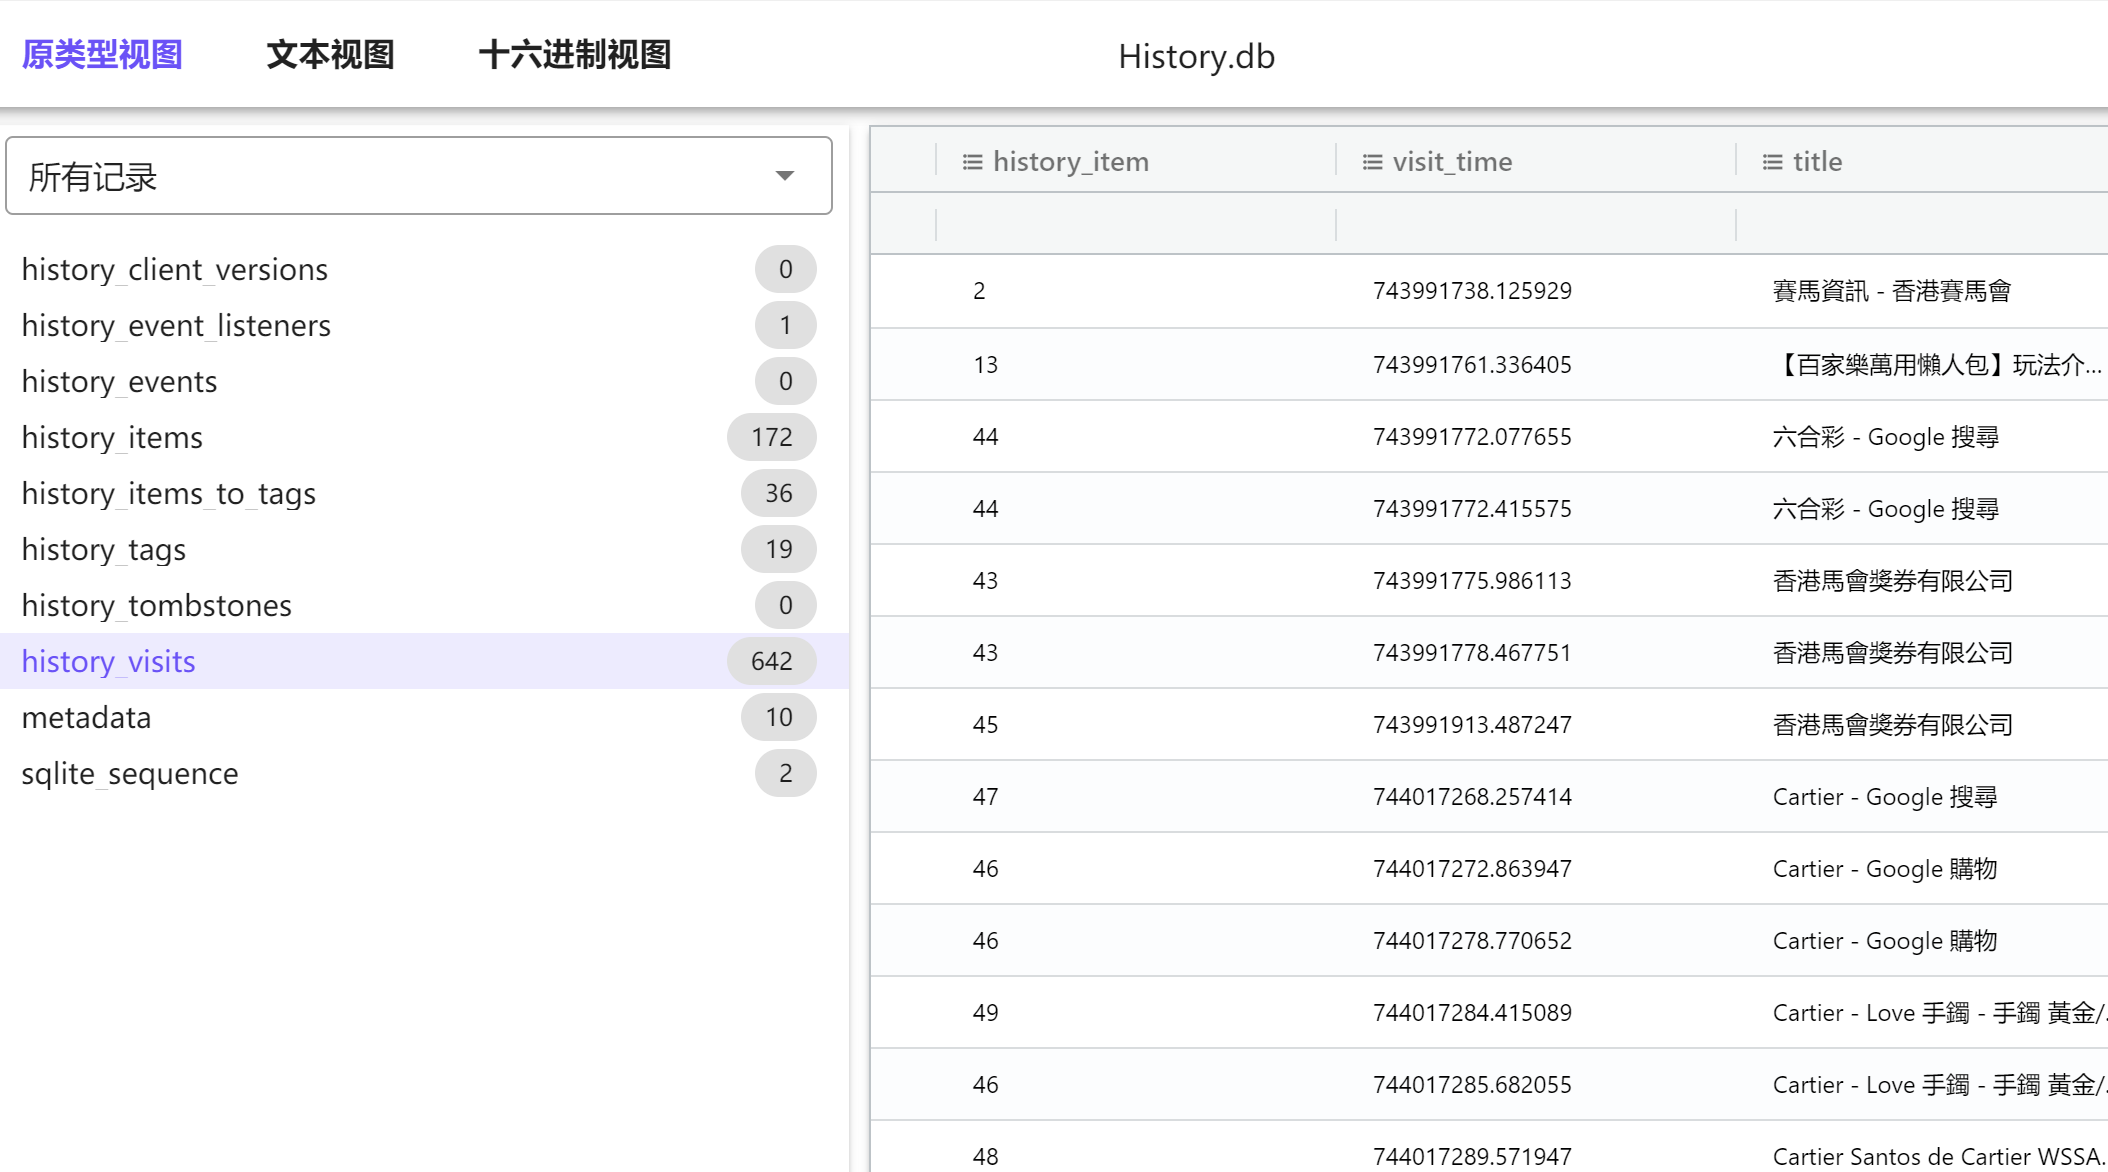 原类型视图 文本视图 十六进制视图 History.db
所有记录
history_client_versions 0
history_event_listeners 1
history_events 0
history_items 172
history_items_to_tags 36
history_tags 19
history_tombstones 0
history_visits 642
metadata 10
sqlite_sequence 2
history_item visit_time title
2 743991738.125929 賽馬資訊 - 香港賽馬會
13 743991761.336405 【百家樂萬用懶人包】玩法介...
44 743991772.077655 六合彩 - Google 搜尋
44 743991772.415575 六合彩 - Google 搜尋
43 743991775.986113 香港馬會獎券有限公司
43 743991778.467751 香港馬會獎券有限公司
45 743991913.487247 香港馬會獎券有限公司
47 744017268.257414 Cartier - Google 搜尋
46 744017272.863947 Cartier - Google 購物
46 744017278.770652 Cartier - Google 購物
49 744017284.415089 Cartier - Love 手鐲 - 手鐲 黃金/.
46 744017285.682055 Cartier - Love 手鐲 - 手鐲 黃金/.
48 744017289.571947 Cartier Santos de Cartier WSSA.